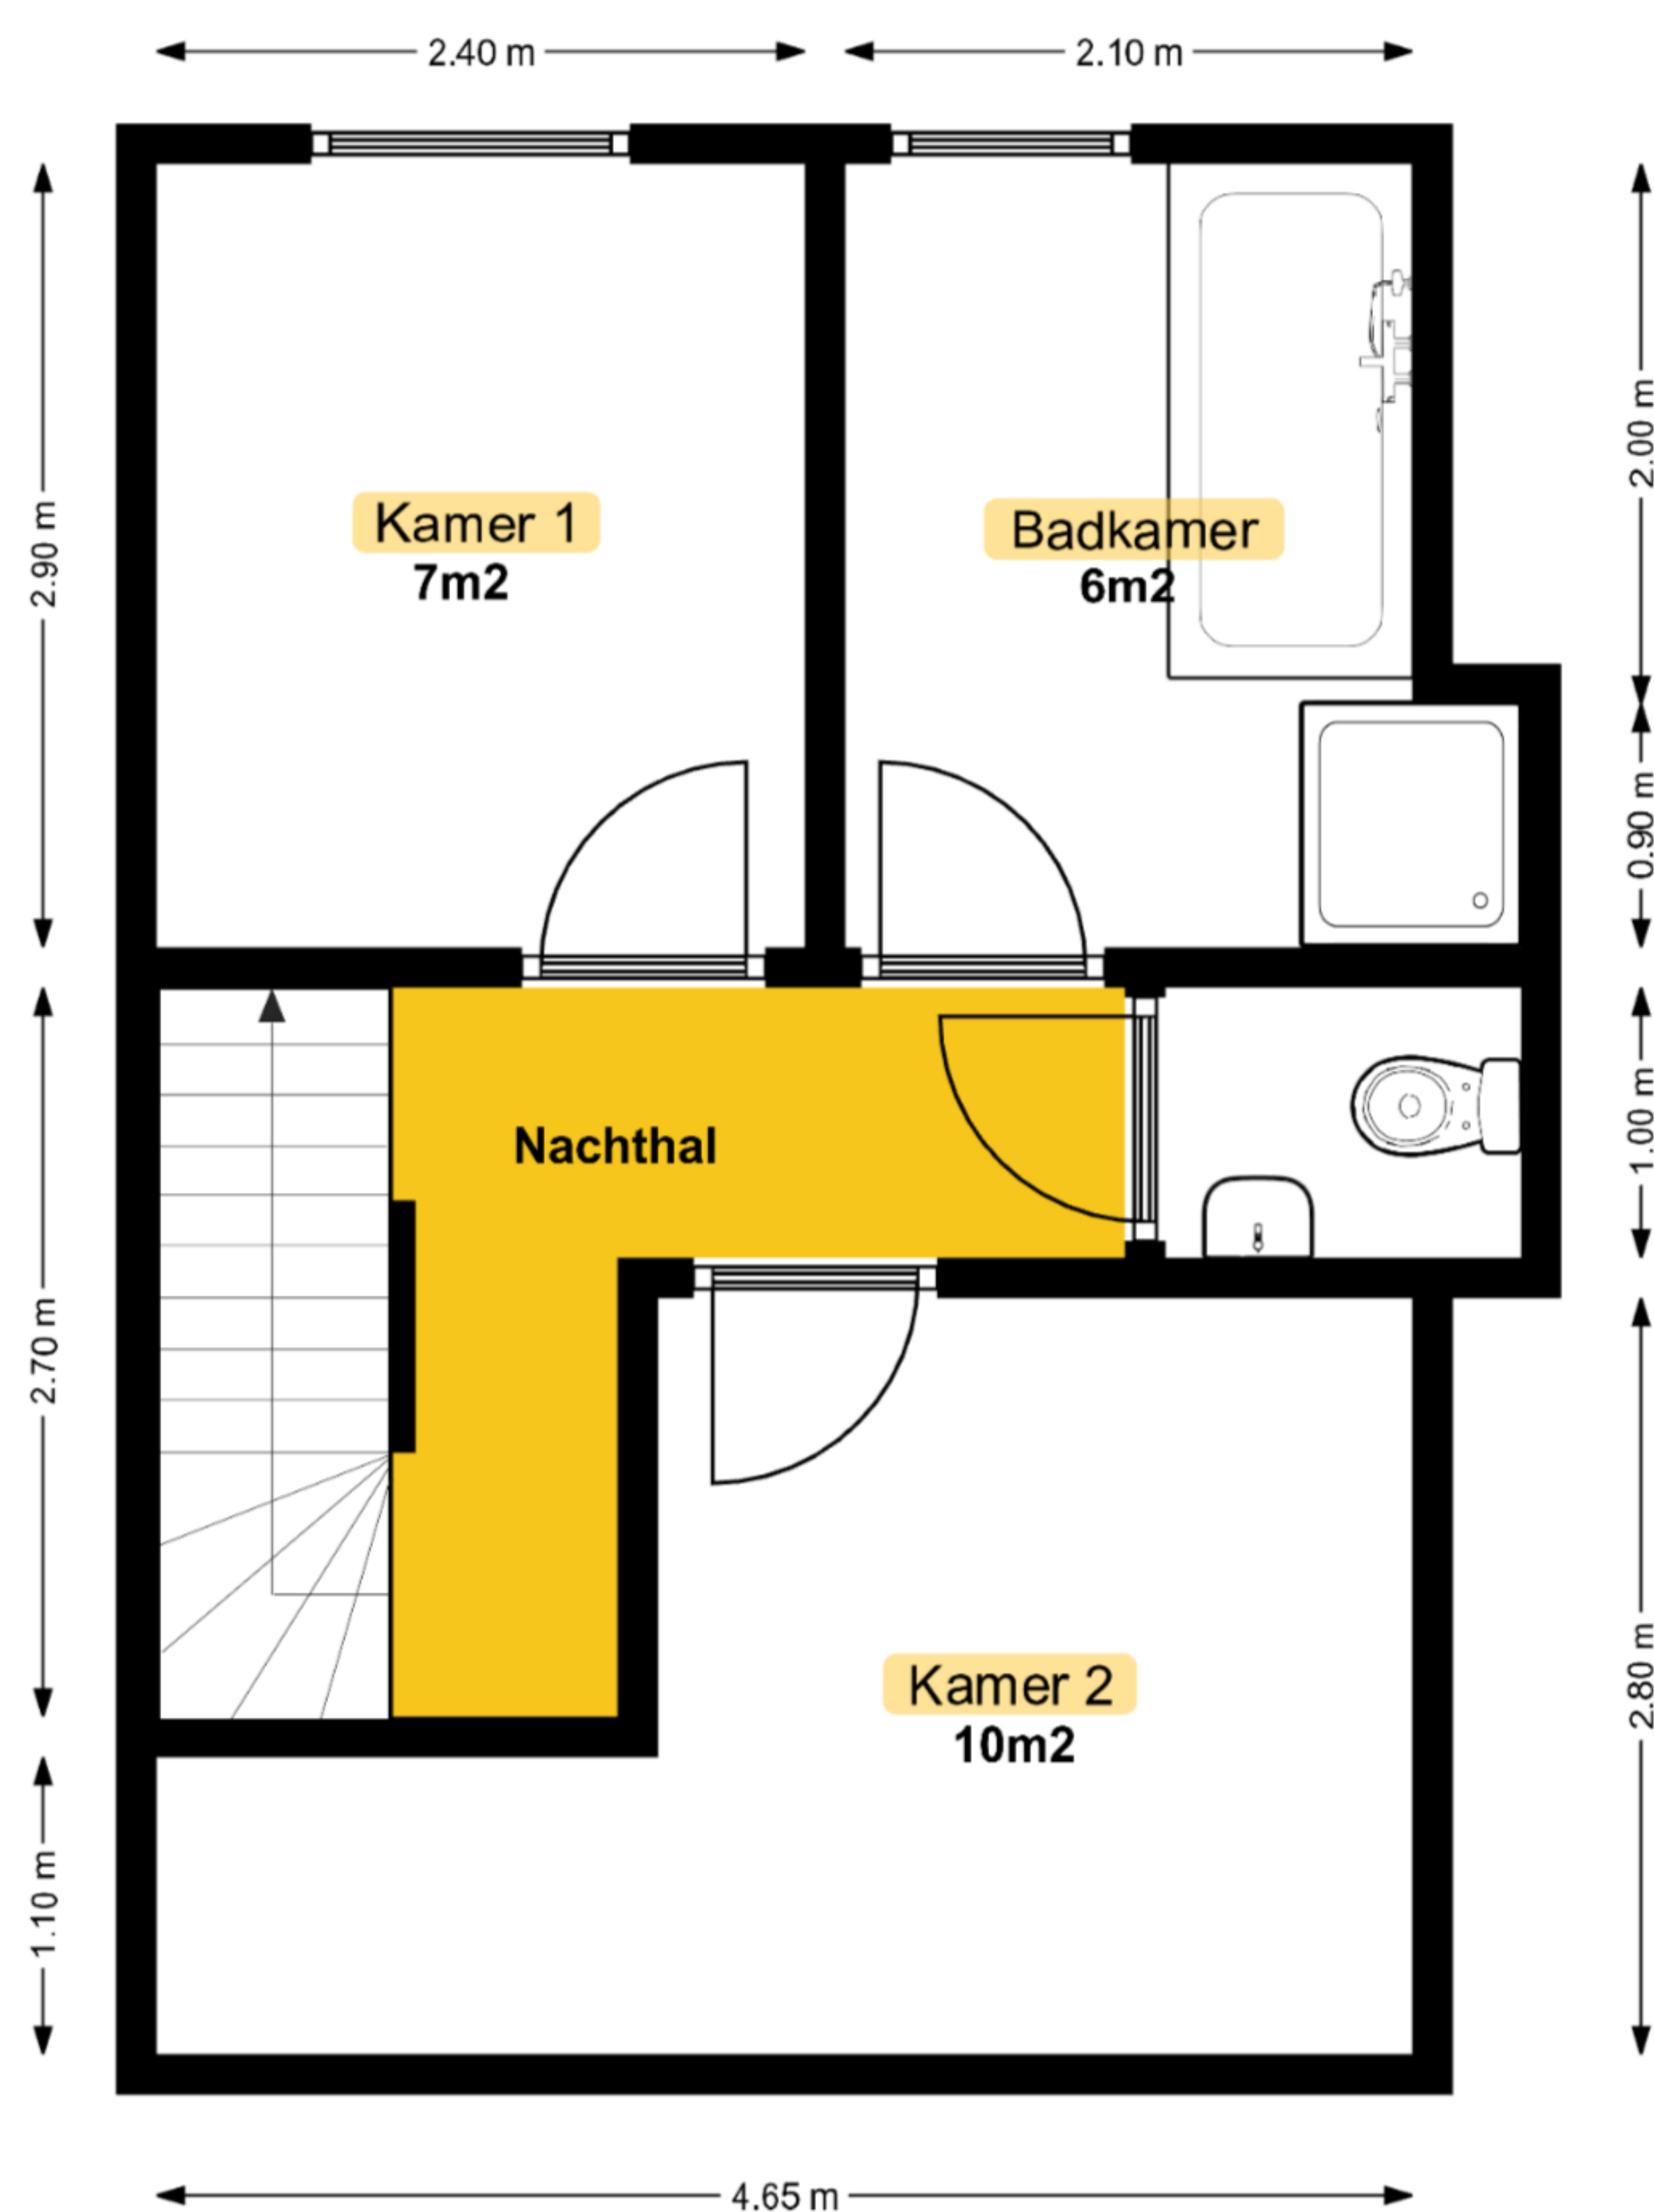 2.40 m
2.10 m
2.90 m
2.00 m
Kamer 1
7m2
Badkamer
6m2
0.90 m
Nachthal
1.00 m
2.70 m
Kamer 2
10m2
2.80 m
1.10 m
4.65 m